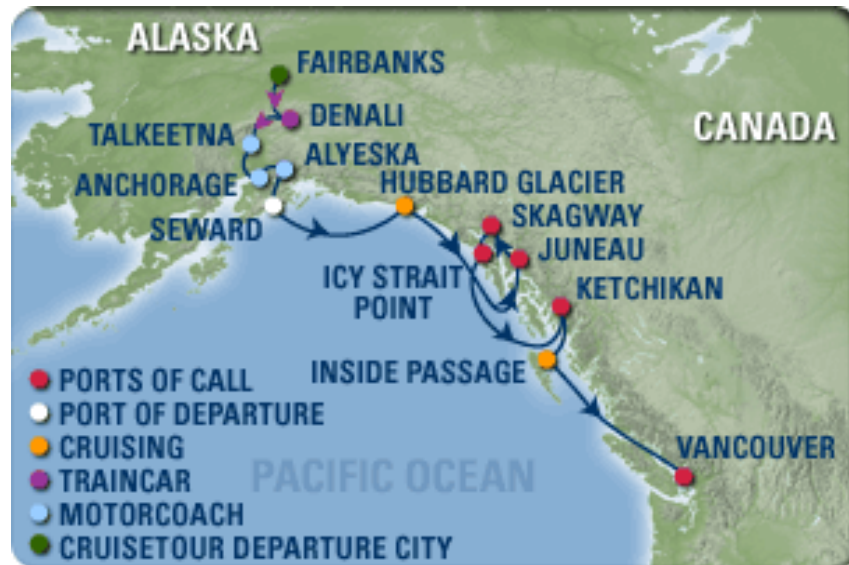 ALASKA
FAIRBANKS
DENALI
CANADA
TALKEETNA
ALYESKA
ANCHORAGE
HUBBARD GLACIER
SEWARD
SKAGWAY
JUNEAU
ICY STRAIT
POINT
KETCHIKAN
INSIDE PASSAGE
PORTS OF CALL
PORT OF DEPARTURE
CRUISING
VANCOUVER
TRAINCAR
PACIFIC OCEAN
MOTORCOACH
CRUISETOUR DEPARTURE CITY